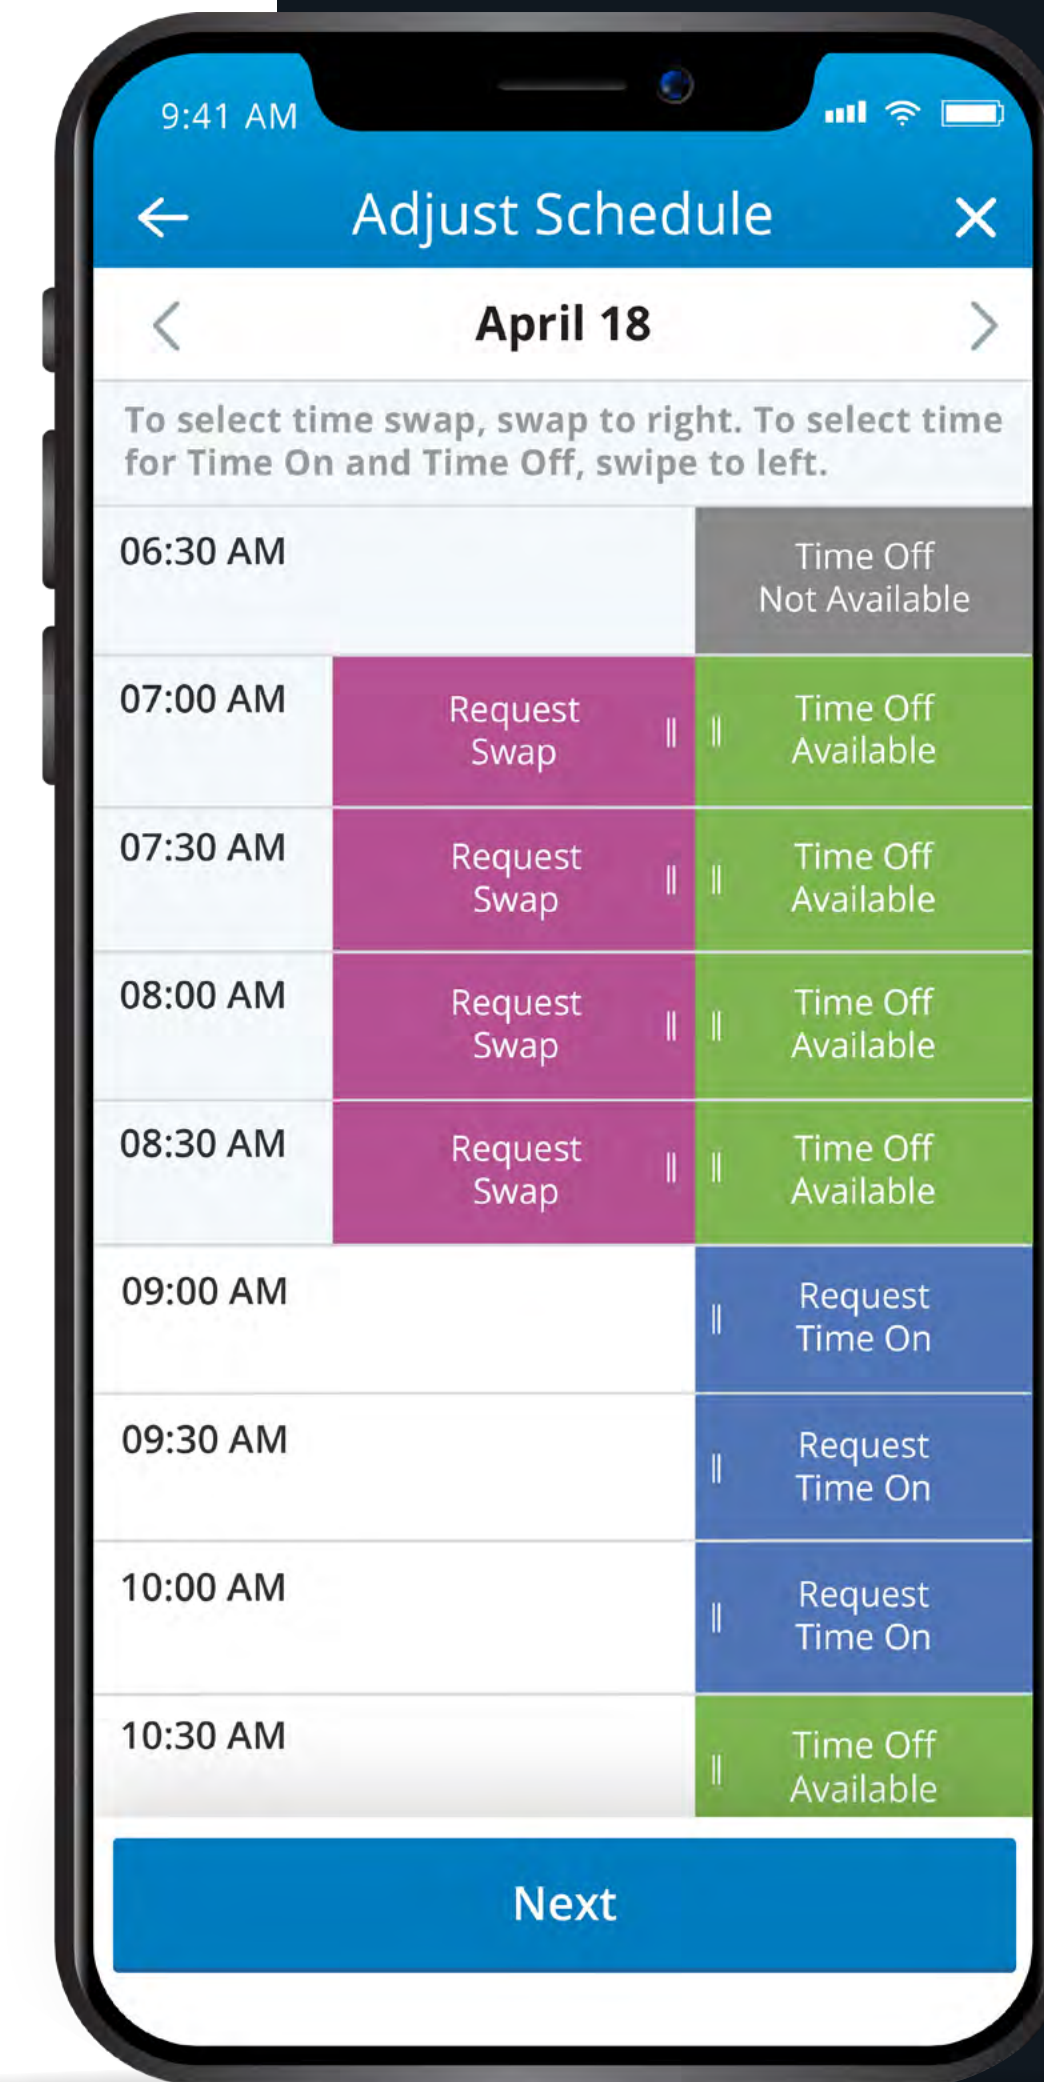 9:41 AM
Adjust Schedule
April 18
To select time swap, swap to right. To select time
for Time On and Time Off, swipe to left.
06:30 AM
Time Off
Not Available
07:00 AM
Request
Swap
Time Off
Available
07:30 AM
Request
Swap
Time Off
Available
08:00 AM
Request
Swap
Time Off
Available
08:30 AM
Request
Swap
Time Off
Available
09:00 AM
Request
Time On
09:30 AM
Request
Time On
10:00 AM
Request
Time On
10:30 AM
Time Off
Available
Next